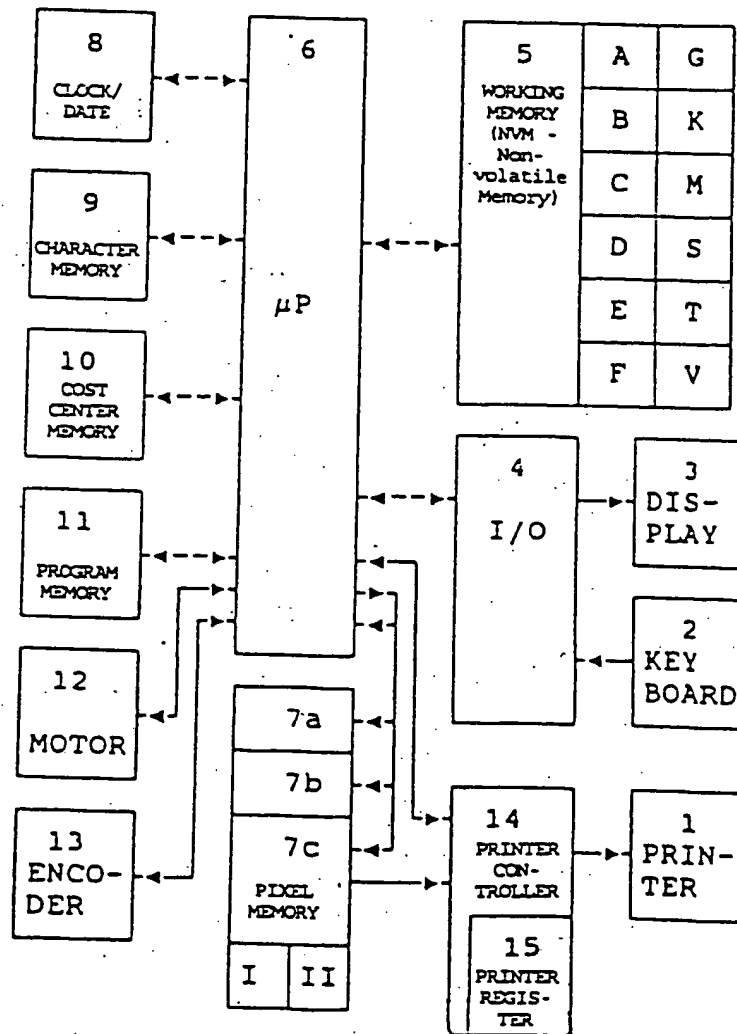 8
CLOCK/
DATE
9
CHARACTER
MEMORY
10
COST
CENTER
MEMORY
11
PROGRAM
MEMORY
12
MOTOR
13
ENCO-
DER
6
µP
7a
7b
7c
PIXEL
MEMORY
I II
5
WORKING
MEMORY
(NVM -
Non-
volatile
Memory)
A G
B K
C M
D S
E T
F V
4
I/O
3
DIS-
PLAY
2
KEY
BOARD
14
PRINTER
CON-
TROLLER
15
PRINTER
REGIS-
TER
1
PRIN-
TER